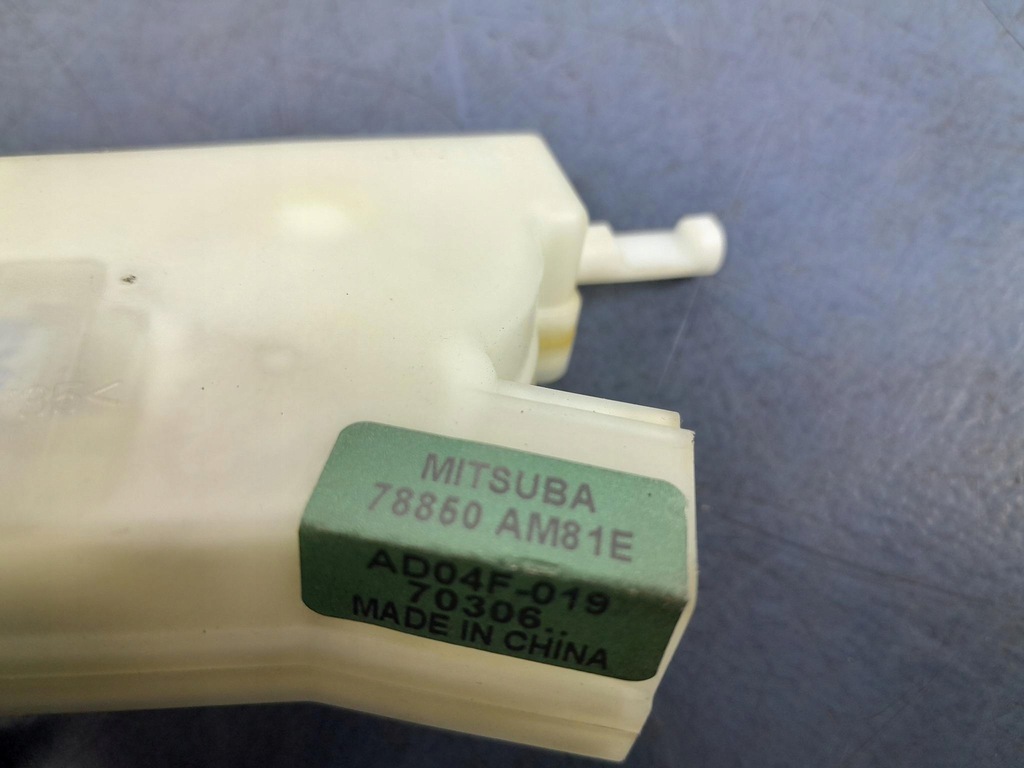 MITSUBA
78850 AM81E
AD04F-019
70306..
MADE IN CHINA